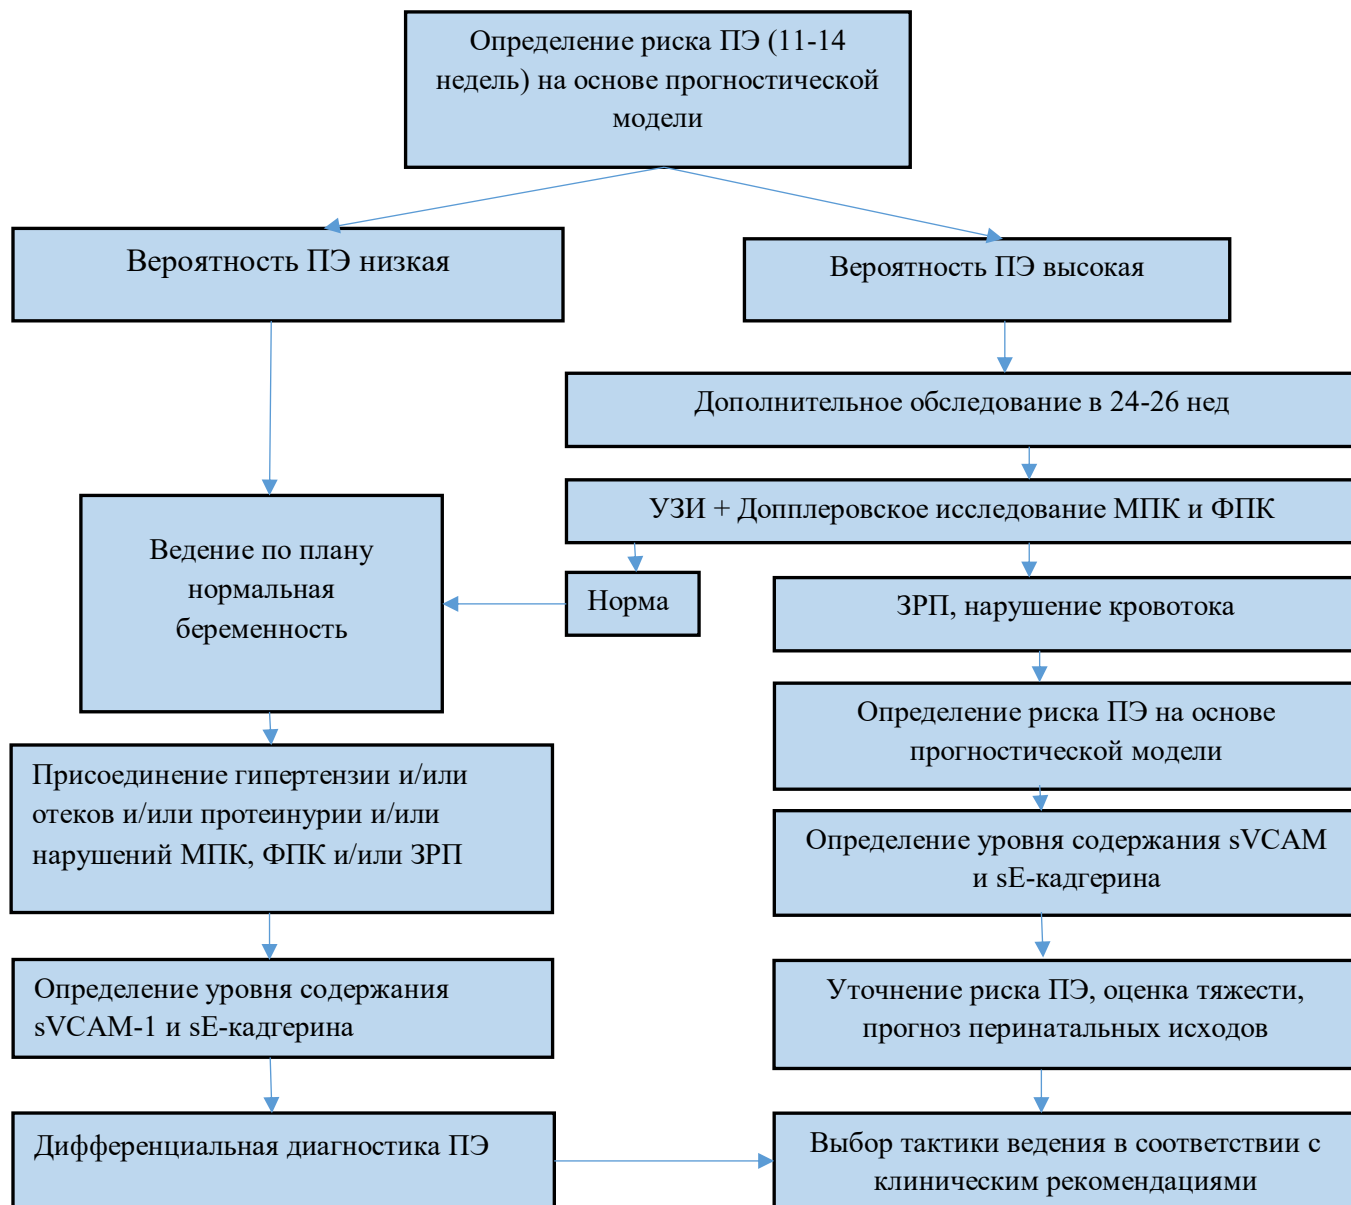 Определение риска ПЭ (11-14
недель) на основе прогностической
модели
Вероятность ПЭ низкая
Вероятность ПЭ высокая
Дополнительное обследование в 24-26 нед
УЗИ + Допплеровское исследование МПК и ФПК
Ведение по плану
нормальная
беременность
Норма
ЗРП, нарушение кровотока
Определение риска ПЭ на основе
прогностической модели
Присоединение гипертензии и/или
отеков и/или протеинурии и/или
нарушений МПК, ФПК и/или ЗРП
Определение уровня содержания sVCAM
и sE-кадгерина
Определение уровня содержания
sVCAM-1 и sE-кадгерина
Уточнение риска ПЭ, оценка тяжести,
прогноз перинатальных исходов
Дифференциальная диагностика ПЭ
Выбор тактики ведения в соответствии с
клиническим рекомендациями